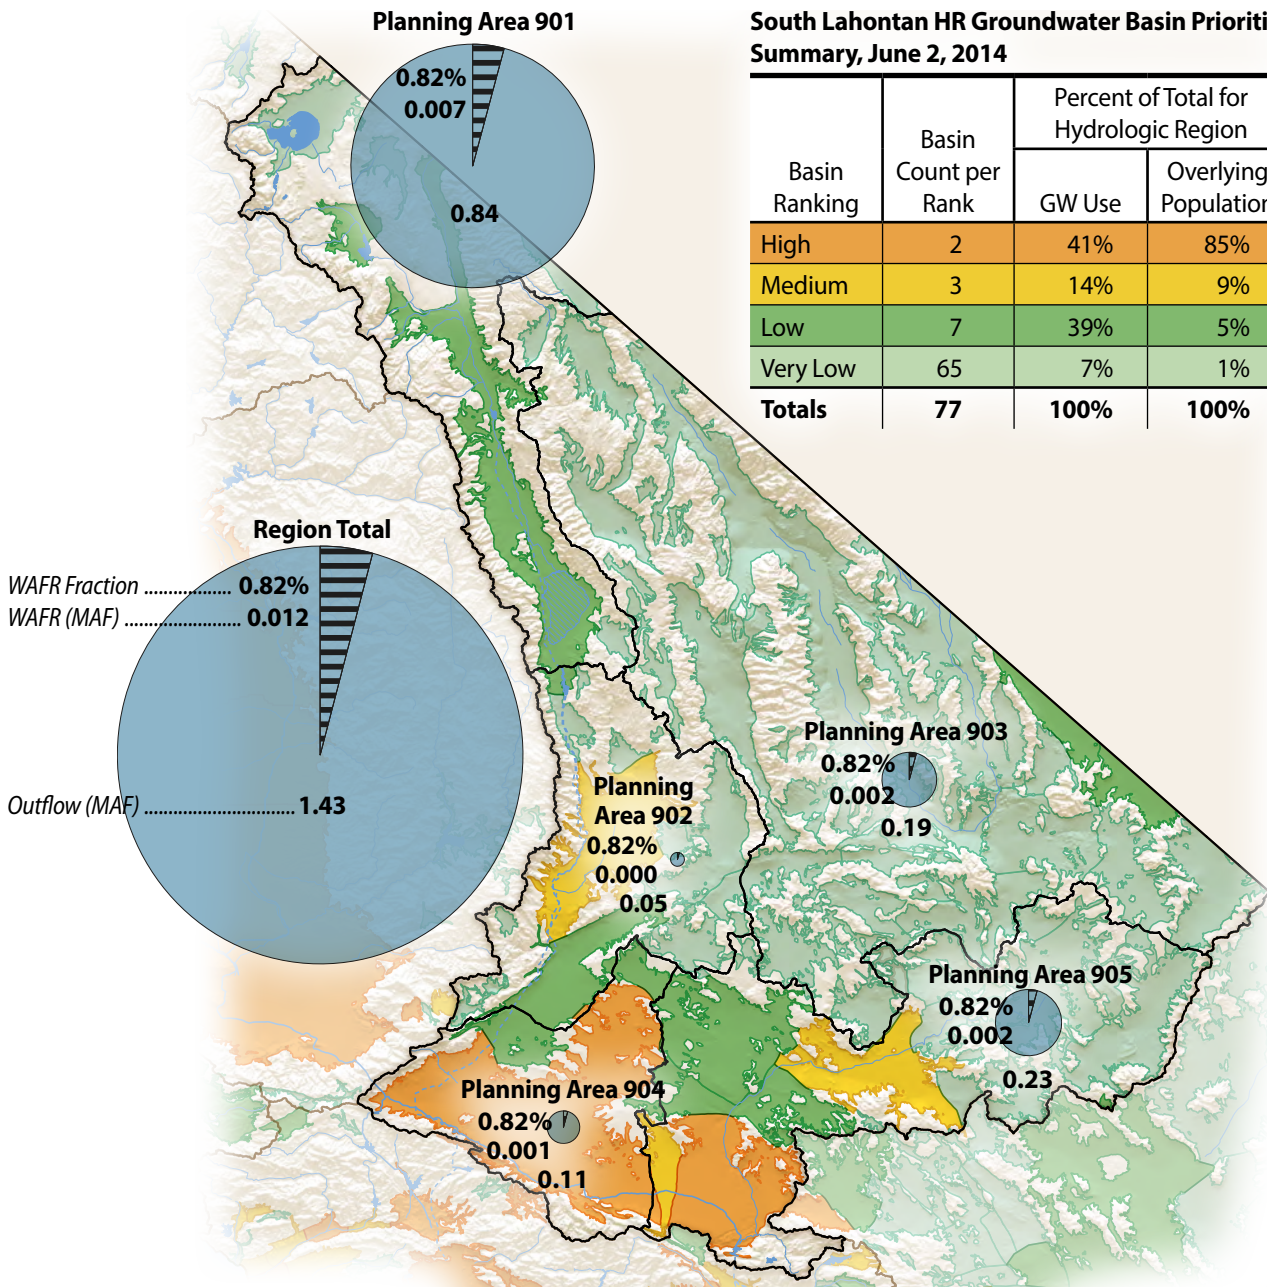 Planning Area 901
0.82%
0.007
0.84
South Lahontan HR Groundwater Basin Prioriti
Summary, June 2, 2014
Basin Ranking
Basin Count per Rank
Percent of Total for Hydrologic Region
GW Use
Overlying Population
High 2 41% 85%
Medium 3 14% 9%
Low 7 39% 5%
Very Low 65 7% 1%
Totals 77 100% 100%
Region Total
WAFR Fraction .................. 0.82%
WAFR (MAF) ........................ 0.012
Outflow (MAF) ............................... 1.43
Planning Area 903
0.82%
0.002
0.19
Planning
Area 902
0.82%
0.000
0.05
Planning Area 905
0.82%
0.002
0.23
Planning Area 904
0.82%
0.001
0.11